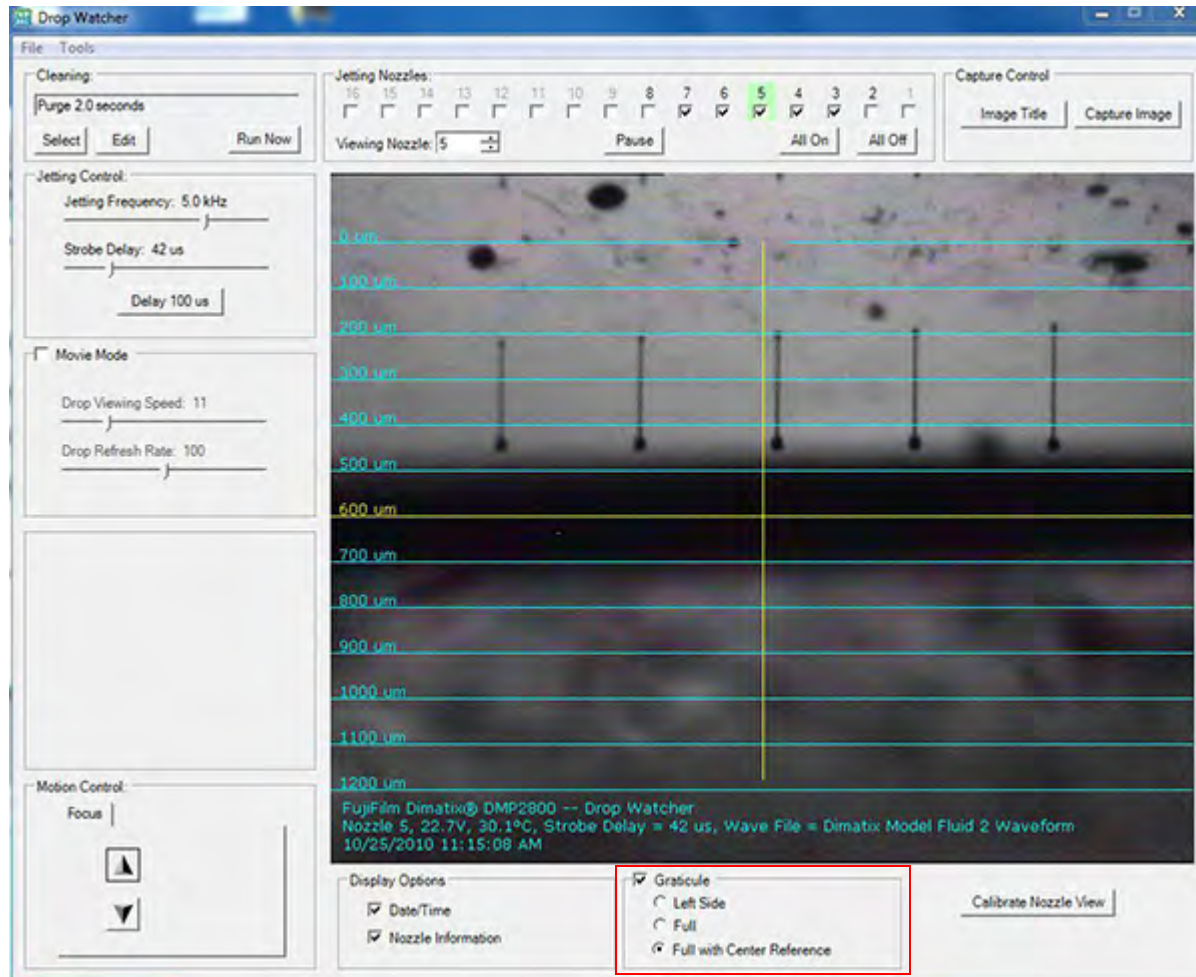 Drop Watcher
File Tools
Cleaning:
Purge 2.0 seconds
Select Edit Run Now
Jetting Nozzles:
16 15 14 13 12 11 10 9 8 7 6 5 4 3 2 1
Viewing Nozzle: 5 Pause All On All Off
Capture Control
Image Title Capture Image
Jetting Control:
Jetting Frequency: 5.0 kHz
Strobe Delay: 42 us
Delay 100 us
Movie Mode
Drop Viewing Speed: 11
Drop Refresh Rate: 100
Motion Control:
Focus
0 um
100 um
200 um
300 um
400 um
500 um
600 um
700 um
800 um
900 um
1000 um
1100 um
1200 um
FujiFilm Dimatix® DMP2800 -- Drop Watcher
Nozzle 5, 22.7V, 30.1ºC, Strobe Delay = 42 us, Wave File = Dimatix Model Fluid 2 Waveform
10/25/2010 11:15:08 AM
Display Options
Date/Time
Nozzle Information
Graticule
Left Side
Full
Full with Center Reference
Calibrate Nozzle View